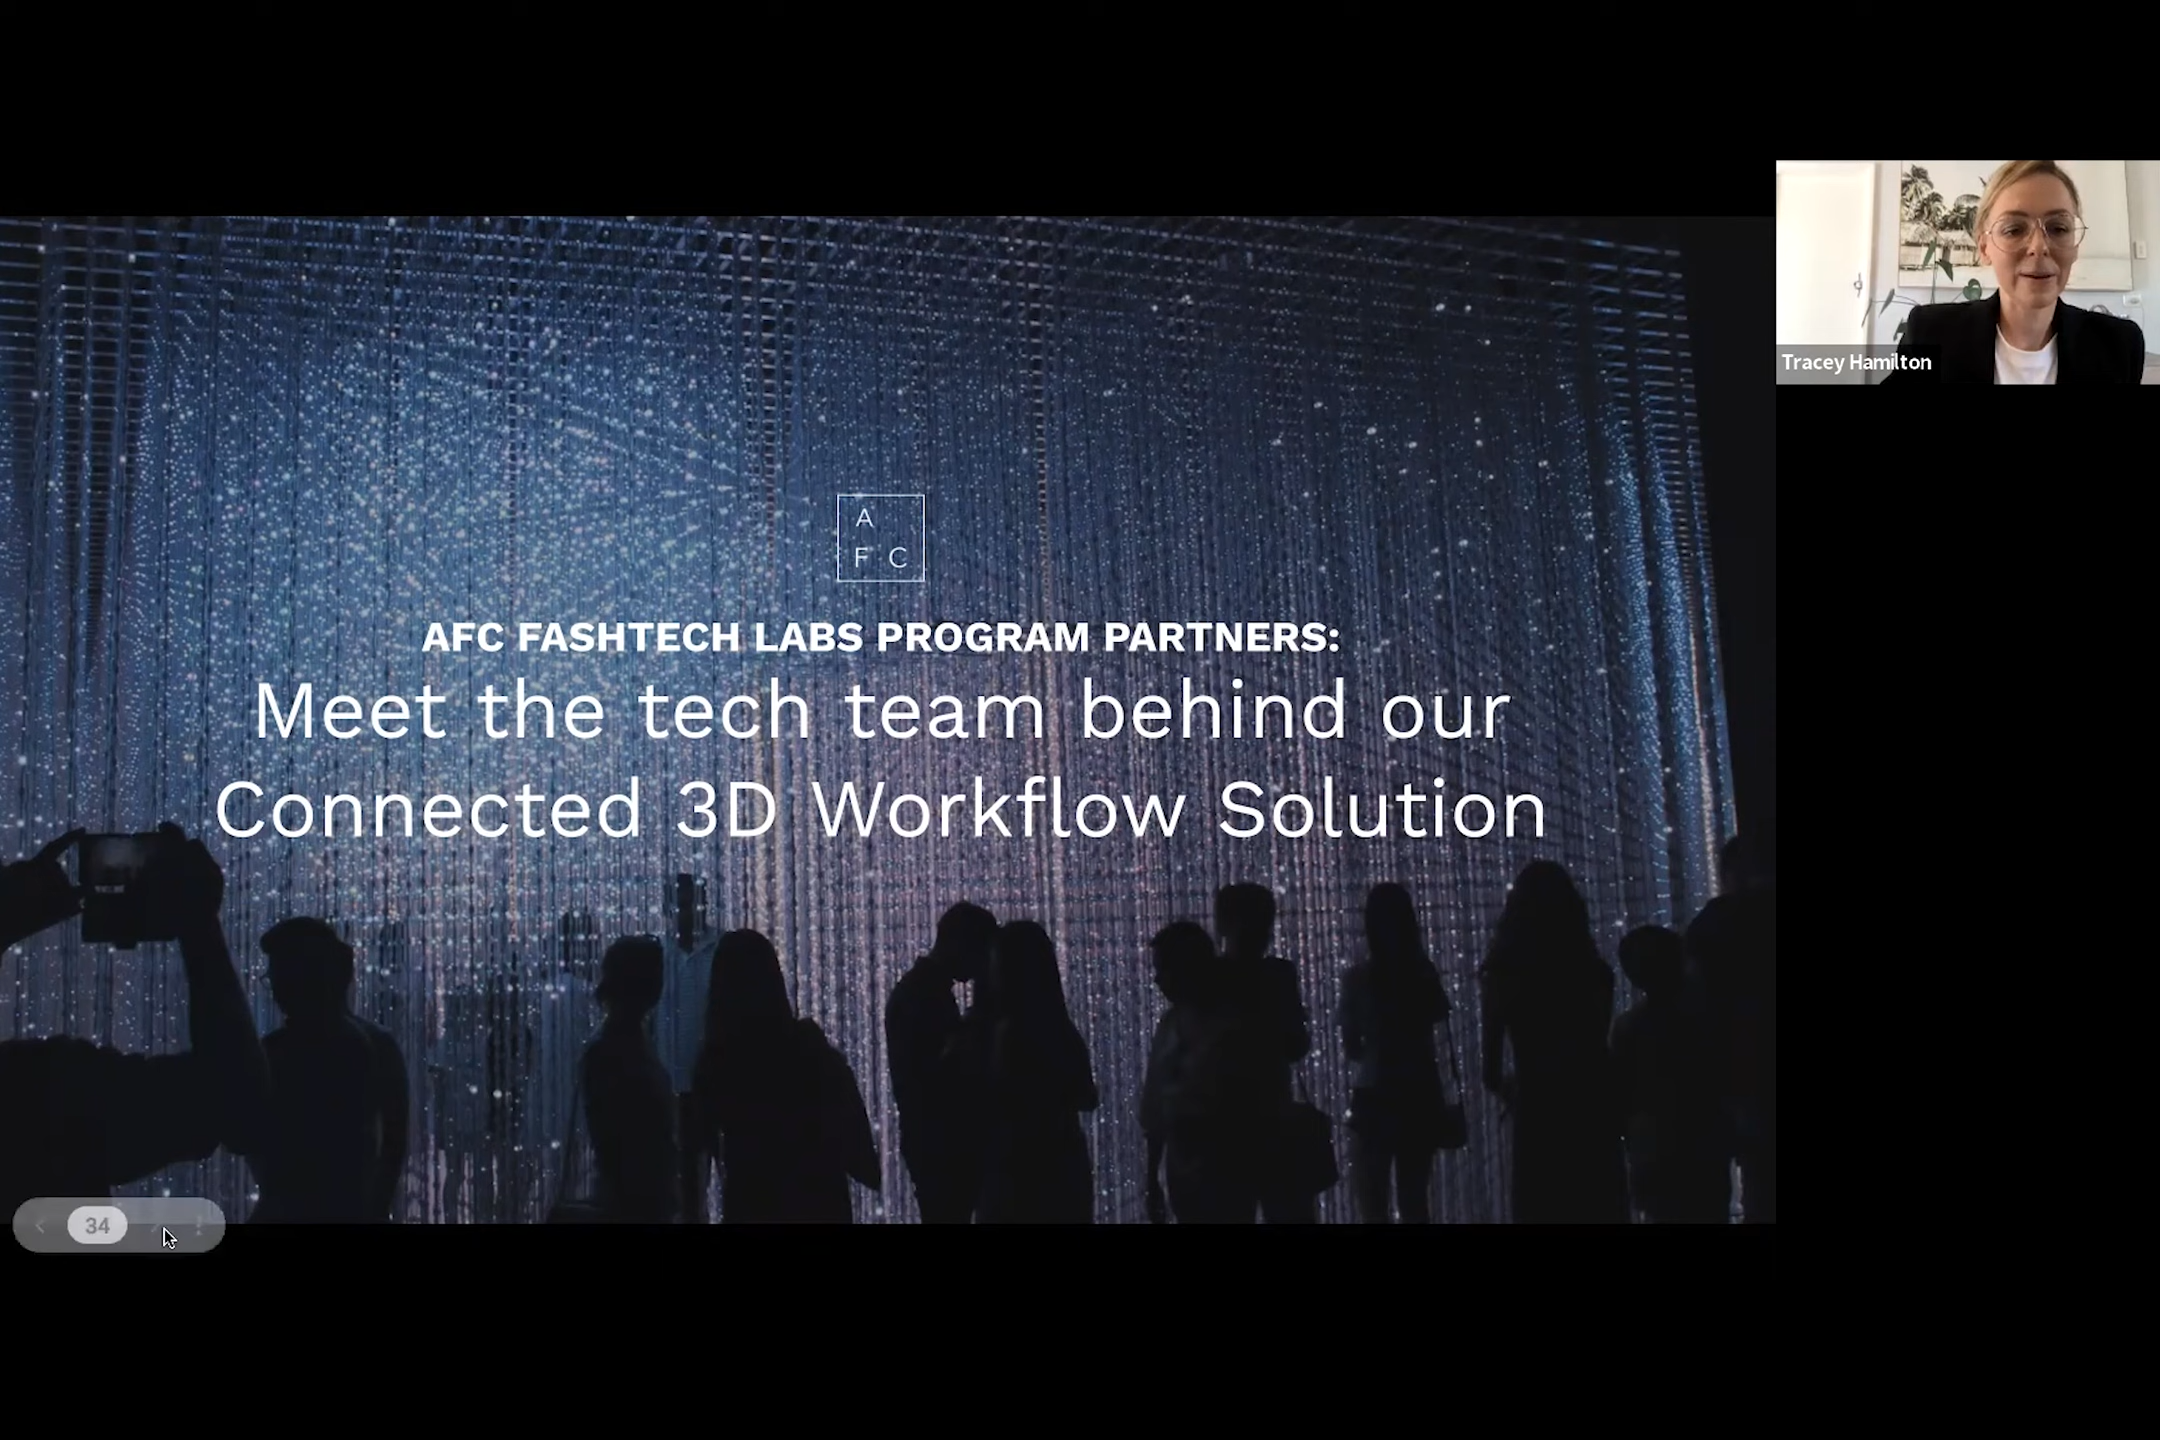 A
F C
AFC FASHTECH LABS PROGRAM PARTNERS:
Meet the tech team behind our
Connected 3D Workflow Solution
Tracey Hamilton
34